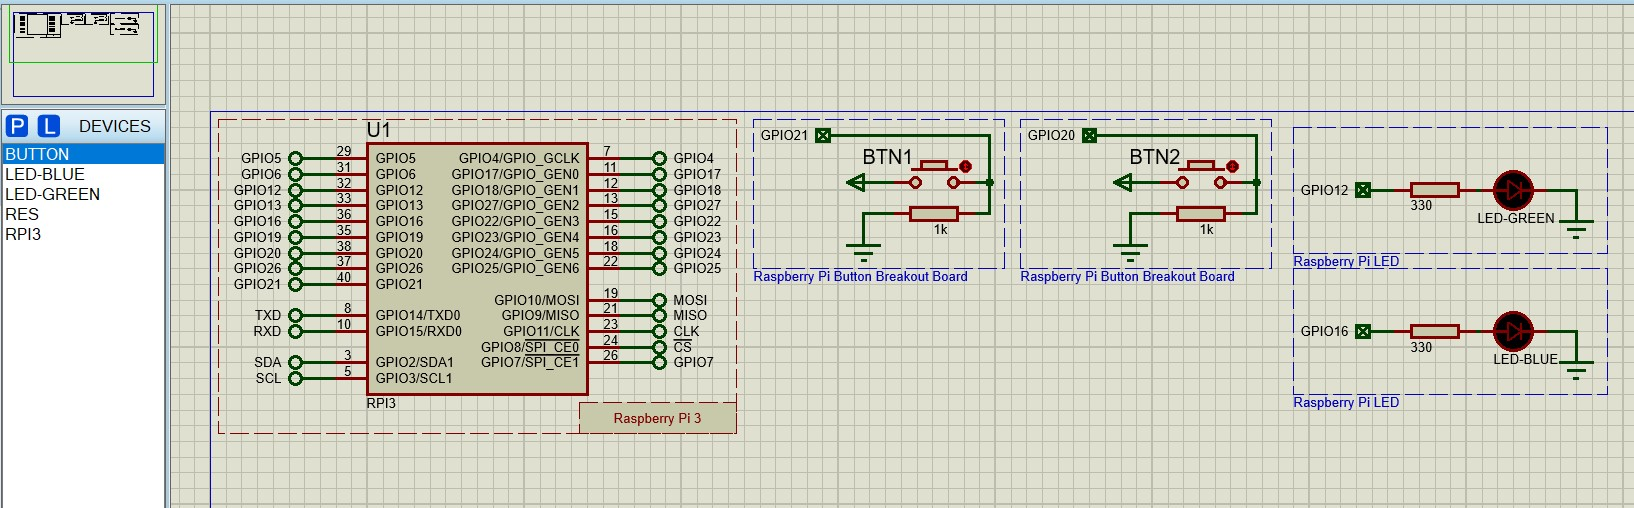 P L DEVICES
BUTTON
LED-BLUE
LED-GREEN
RES
RPI3
U1
GPIO5 29 GPIO5 GPIO4/GPIO_GCLK 7 GPIO4
GPIO6 31 GPIO6 GPIO17/GPIO_GEN0 11 GPIO17
GPIO12 32 GPIO12 GPIO18/GPIO_GEN1 12 GPIO18
GPIO13 33 GPIO13 GPIO27/GPIO_GEN2 13 GPIO27
GPIO16 36 GPIO16 GPIO22/GPIO_GEN3 15 GPIO22
GPIO19 35 GPIO19 GPIO23/GPIO_GEN4 16 GPIO23
GPIO20 38 GPIO20 GPIO24/GPIO_GEN5 18 GPIO24
GPIO26 37 GPIO26 GPIO25/GPIO_GEN6 22 GPIO25
GPIO21 40 GPIO21
GPIO10/MOSI 19 MOSI
TXD 8 GPIO14/TXD0 GPIO9/MISO 21 MISO
RXD 10 GPIO15/RXD0 GPIO11/CLK 23 CLK
GPIO8/SPI_CE0 24 CS
SDA 3 GPIO2/SDA1 GPIO7/SPI_CE1 26 GPIO7
SCL 5 GPIO3/SCL1
RPI3
Raspberry Pi 3
GPIO21
BTN1
1k
Raspberry Pi Button Breakout Board
GPIO20
BTN2
1k
Raspberry Pi Button Breakout Board
GPIO12
330
LED-GREEN
Raspberry Pi LED
GPIO16
330
LED-BLUE
Raspberry Pi LED